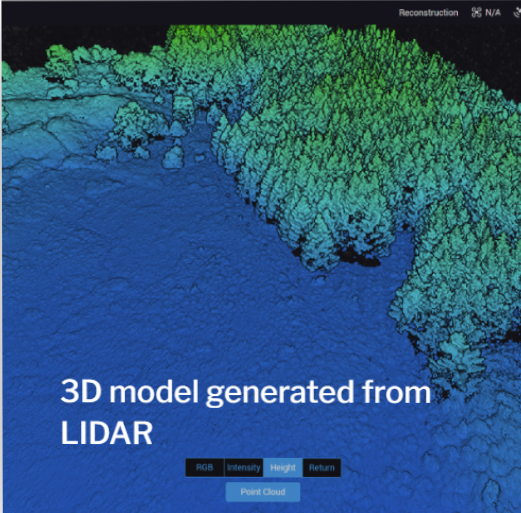 Reconstruction N/A
3D model generated from
LIDAR
RGB Intensity Height Return
Point Cloud